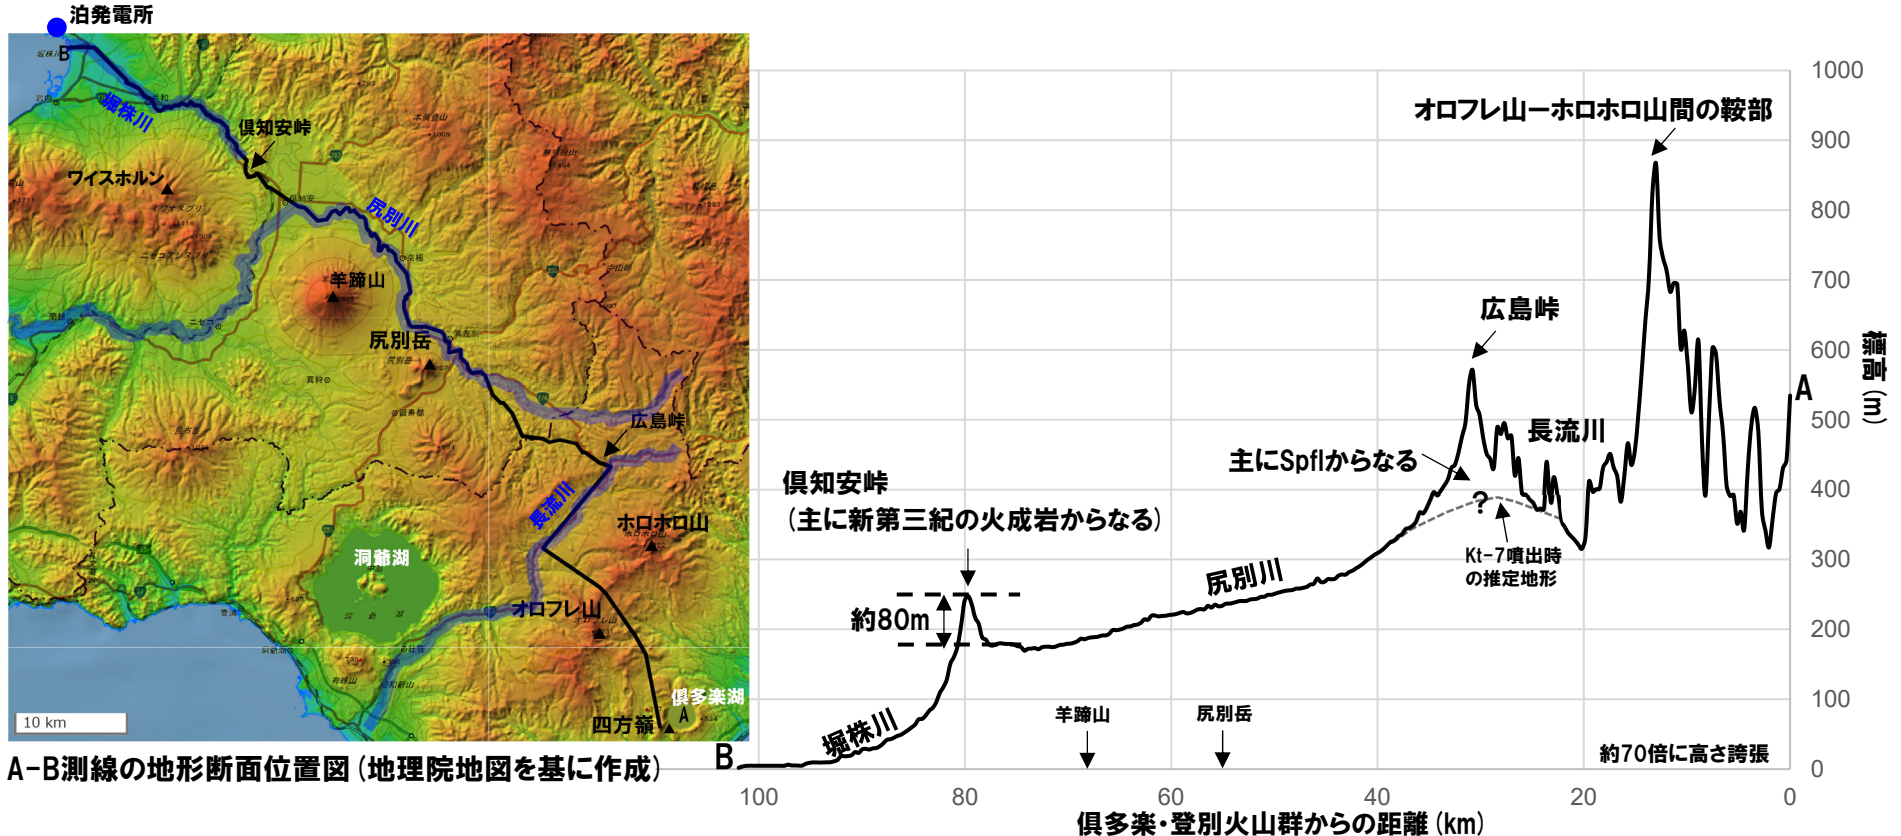 泊発電所
B
堀株川
倶知安峠
ワイスホルン
尻別川
羊蹄山
尻別岳
広島峠
長流川
ホロホロ山
洞爺湖
オロフレ山
倶多楽湖
A
四方嶺
10 km
A-B測線の地形断面位置図(地理院地図を基に作成)
オロフレ山ーホロホロ山間の鞍部
広島峠
長流川
主にSpflからなる
?
Kt-7噴出時
の推定地形
倶知安峠
(主に新第三紀の火成岩からなる)
約80m
尻別川
堀株川
羊蹄山
尻別岳
約70倍に高さ誇張
A
B
1000
900
800
700
600
500
400
300
200
100
0
標高(m)
100
80
60
40
20
0
倶多楽・登別火山群からの距離(km)